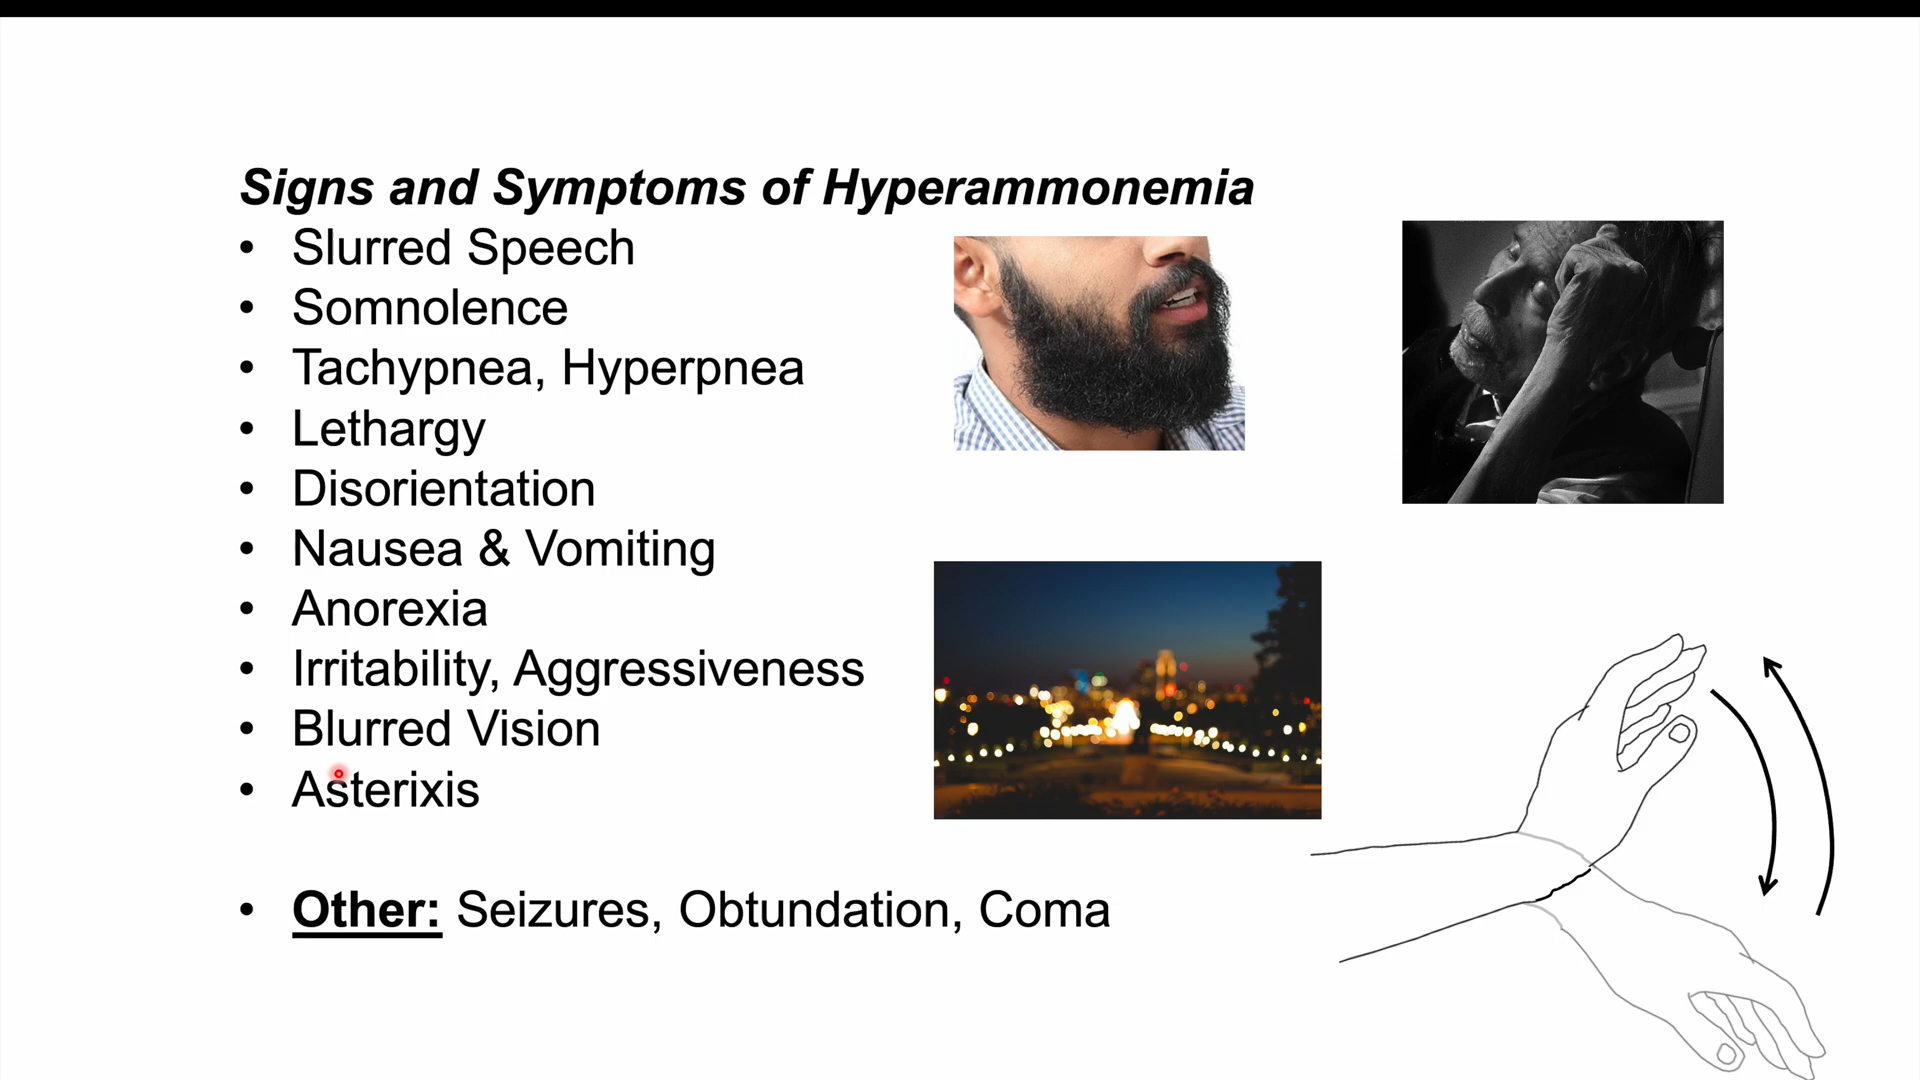 Signs and Symptoms of Hyperammonemia
• Slurred Speech
• Somnolence
• Tachypnea, Hyperpnea
• Lethargy
• Disorientation
• Nausea & Vomiting
• Anorexia
• Irritability, Aggressiveness
• Blurred Vision
• Asterixis
• Other: Seizures, Obtundation, Coma